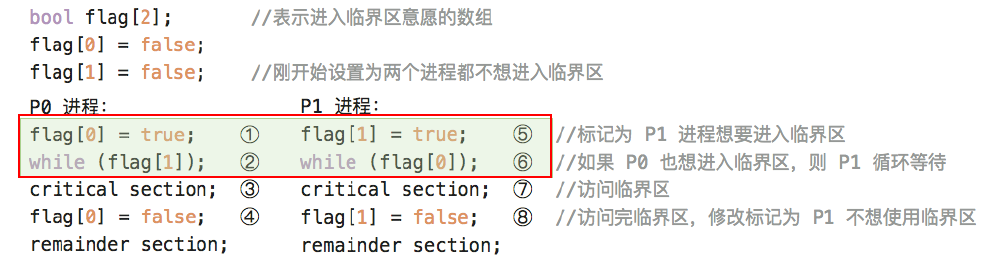 bool flag[2]; //表示进入临界区意愿的数组
flag[0] = false;
flag[1] = false; //刚开始设置为两个进程都不想进入临界区
P0 进程: P1 进程:
flag[0] = true; ① flag[1] = true; ⑤ //标记为 P1 进程想要进入临界区
while (flag[1]); ② while (flag[0]); ⑥ //如果 P0 也想进入临界区，则 P1 循环等待
critical section; ③ critical section; ⑦ //访问临界区
flag[0] = false; ④ flag[1] = false; ⑧ //访问完临界区，修改标记为 P1 不想使用临界区
remainder section; remainder section;